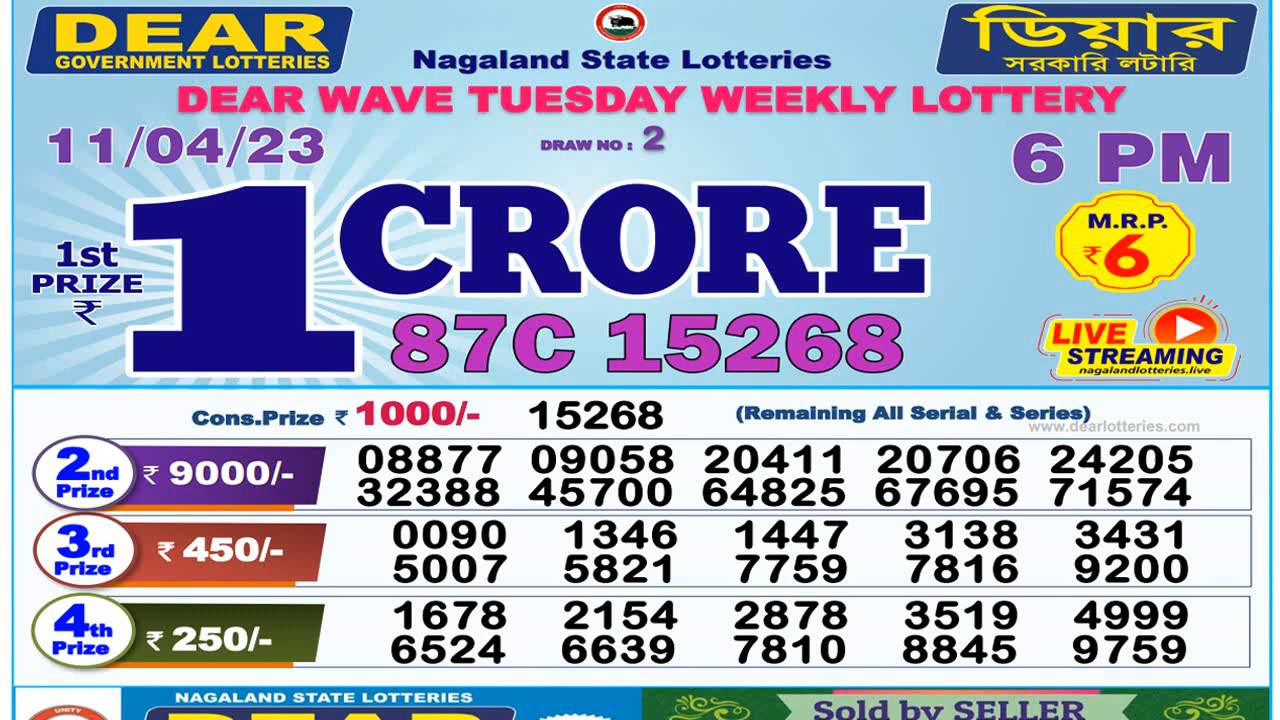 DEAR
GOVERNMENT LOTTERIES
UNITY
Nagaland State Lotteries
ডিয়ার
সরকারি লটারি
DEAR WAVE TUESDAY WEEKLY LOTTERY
11/04/23
DRAW NO : 2
6 PM
1st
PRIZE
₹
1 CRORE
87C 15268
M.R.P.
₹6
LIVE
STREAMING
nagalandlotteries.live
Cons.Prize ₹ 1000/- 15268 (Remaining All Serial & Series)
www.dearlotteries.com
2nd Prize ₹ 9000/-
08877 09058 20411 20706 24205
32388 45700 64825 67695 71574
3rd Prize ₹ 450/-
0090 1346 1447 3138 3431
5007 5821 7759 7816 9200
4th Prize ₹ 250/-
1678 2154 2878 3519 4999
6524 6639 7810 8845 9759
UNITY
NAGALAND STATE LOTTERIES
DEAR
Sold by SELLER